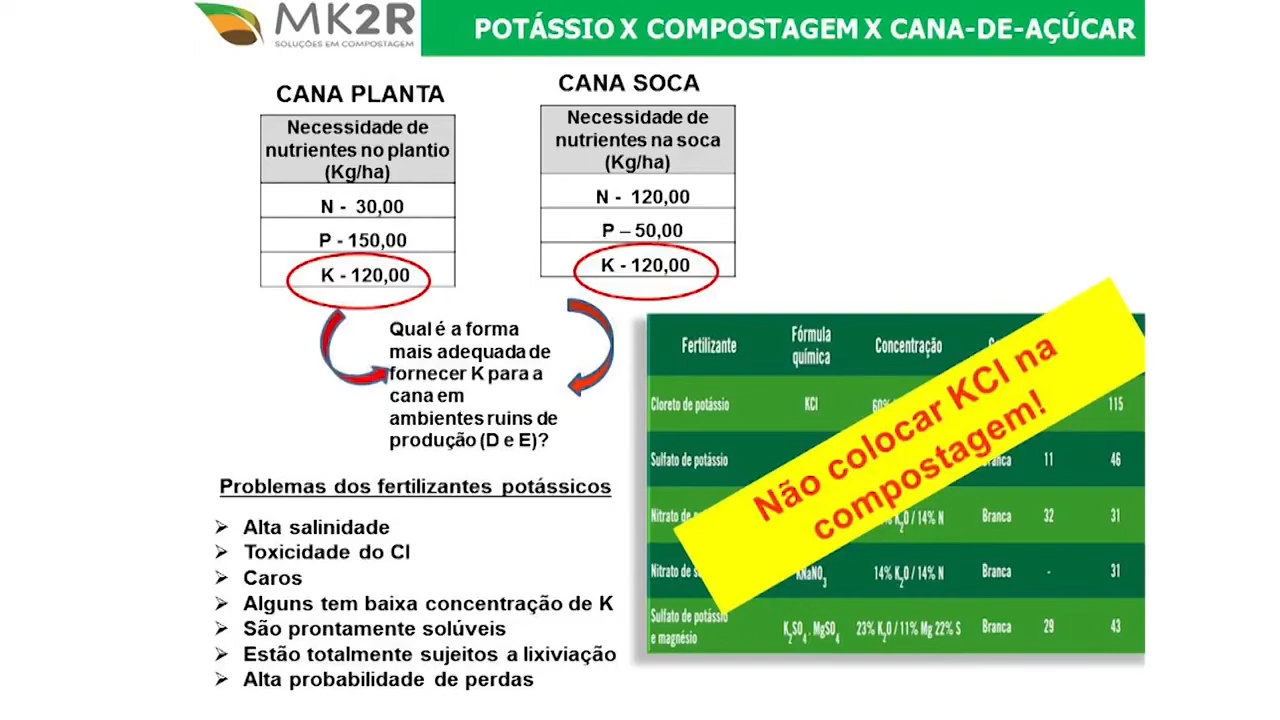 MK2R
SOLUÇÕES EM COMPOSTAGEM
POTÁSSIO X COMPOSTAGEM X CANA-DE-AÇÚCAR
CANA PLANTA
Necessidade de
nutrientes no plantio
(Kg/ha)
N - 30,00
P - 150,00
K - 120,00
CANA SOCA
Necessidade de
nutrientes na soca
(Kg/ha)
N - 120,00
P – 50,00
K - 120,00
Qual é a forma
mais adequada de
fornecer K para a
cana em
ambientes ruins de
produção (D e E)?
Problemas dos fertilizantes potássicos
➢ Alta salinidade
➢ Toxicidade do Cl
➢ Caros
➢ Alguns tem baixa concentração de K
➢ São prontamente solúveis
➢ Estão totalmente sujeitos a lixiviação
➢ Alta probabilidade de perdas
Fertilizante Fórmula química Concentração
Cloreto de potássio KCl 115
Sulfato de potássio 11 46
Nitrato de K₂O / 14% N Branca 32 31
Nitrato de KNaNO₃ 14% K₂O / 14% N Branca - 31
Sulfato de potássio e magnésio K₂SO₄ . MgSO₄ 23% K₂O / 11% Mg 22% S Branca 29 43
Não colocar KCl na
compostagem!